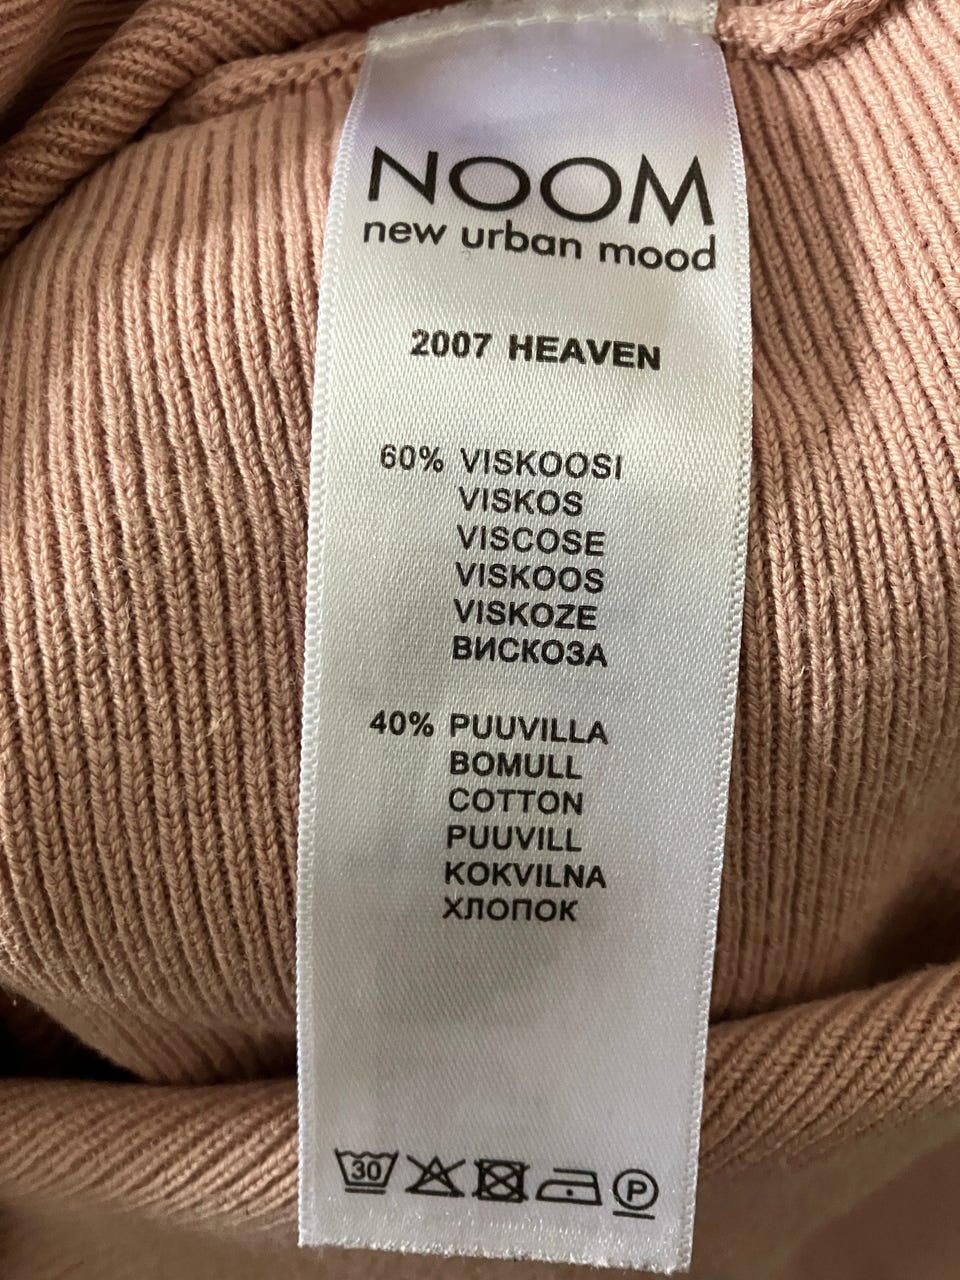 NOOM
new urban mood
2007 HEAVEN
60% VISKOOSI
VISKOS
VISCOSE
VISKOOS
VISKOZE
ВИСКОЗА
40% PUUVILLA
BOMULL
COTTON
PUUVILL
KOKVILNA
ХЛОПОК
30 P